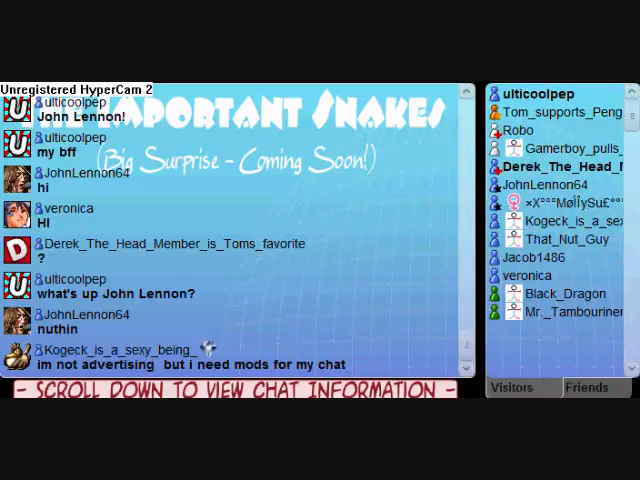 Unregistered HyperCam 2
The Important Snakes
(Big Surprise - Coming Soon!)
ulticoolpep
John Lennon!
ulticoolpep
my bff
JohnLennon64
hi
veronica
HI
Derek_The_Head_Member_is_Toms_favorite
?
ulticoolpep
what's up John Lennon?
JohnLennon64
nuthin
Kogeck_is_a_sexy_being_
im not advertising but i need mods for my chat
- SCROLL DOWN TO VIEW CHAT INFORMATION -
ulticoolpep
Tom_supports_Peng
Robo
Gamerboy_pulls_
Derek_The_Head_
JohnLennon64
Kogeck_is_a_sex
That_Nut_Guy
Jacob1486
veronica
Black_Dragon
Mr._Tambouriner
Visitors
Friends